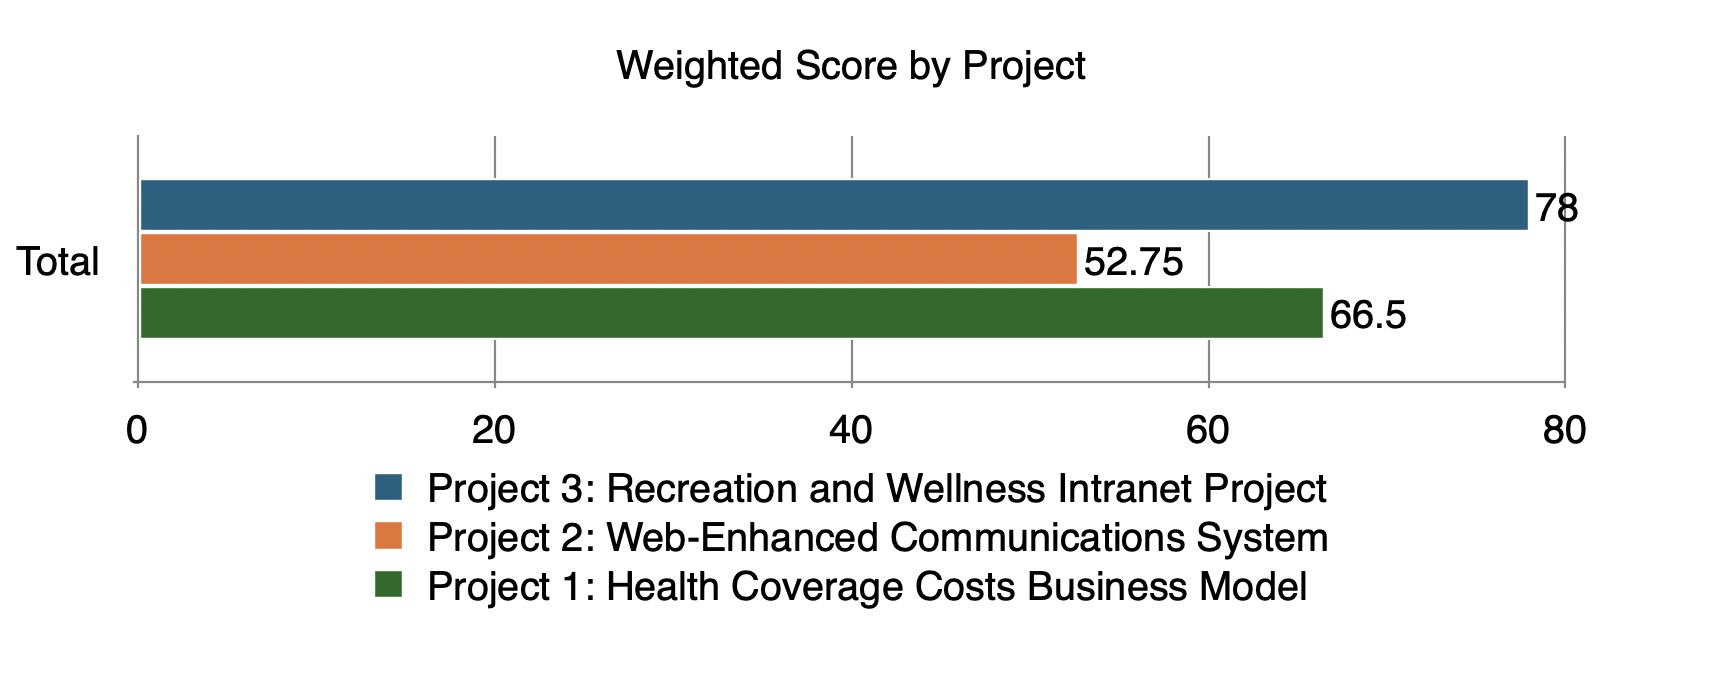 Weighted Score by Project
78
Total
52.75
66.5
0 20 40 60 80
Project 3: Recreation and Wellness Intranet Project
Project 2: Web-Enhanced Communications System
Project 1: Health Coverage Costs Business Model